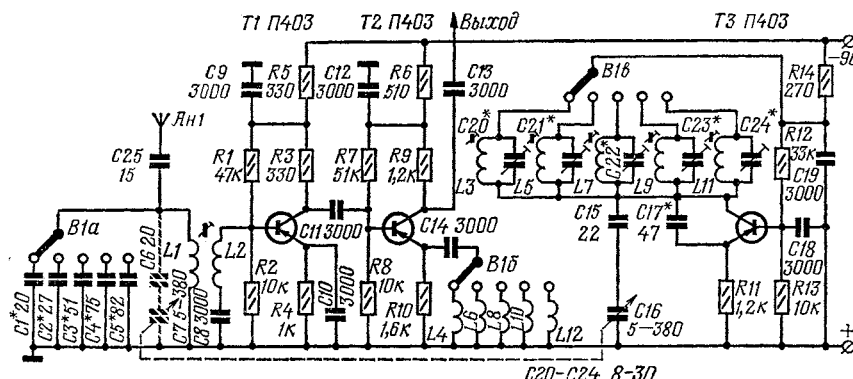 T1 П403
T2 П403
Выход
T3 П403
C9
3000
R5
330
C12
3000
R6
510
C13
3000
В1в
−9в
R14
270
Ан1
C25
15
R1
47к
R3
330
R7
51к
R9
1,2к
C20*
C21*
C22*
C23*
C24*
R12
33к
C19
3000
L3
L5
L7
L9
L11
В1а
C6 20
L1
L2
C11 3000
C14 3000
C15
22
C17*
47
C18
3000
В1б
C1* 20
C2* 27
C3* 51
C4* 75
C5* 82
C7 5-380
C8 3000
R2
10к
R4
1к
C10
3000
R8
10к
R10
1,6к
L4
L6
L8
L10
L12
C16
5—380
R11
1,2к
R13
10к
+
C20-C24 8-30